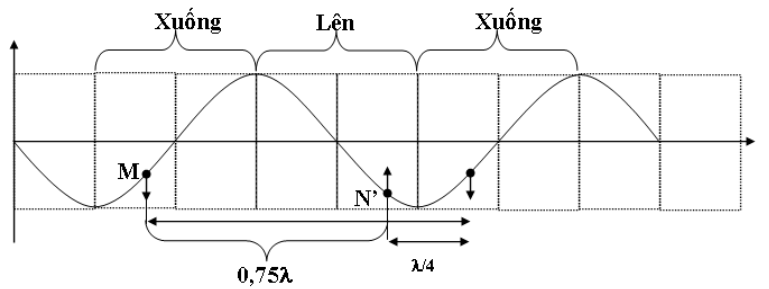 Xuống Lên Xuống
M
N’
0,75λ
λ/4